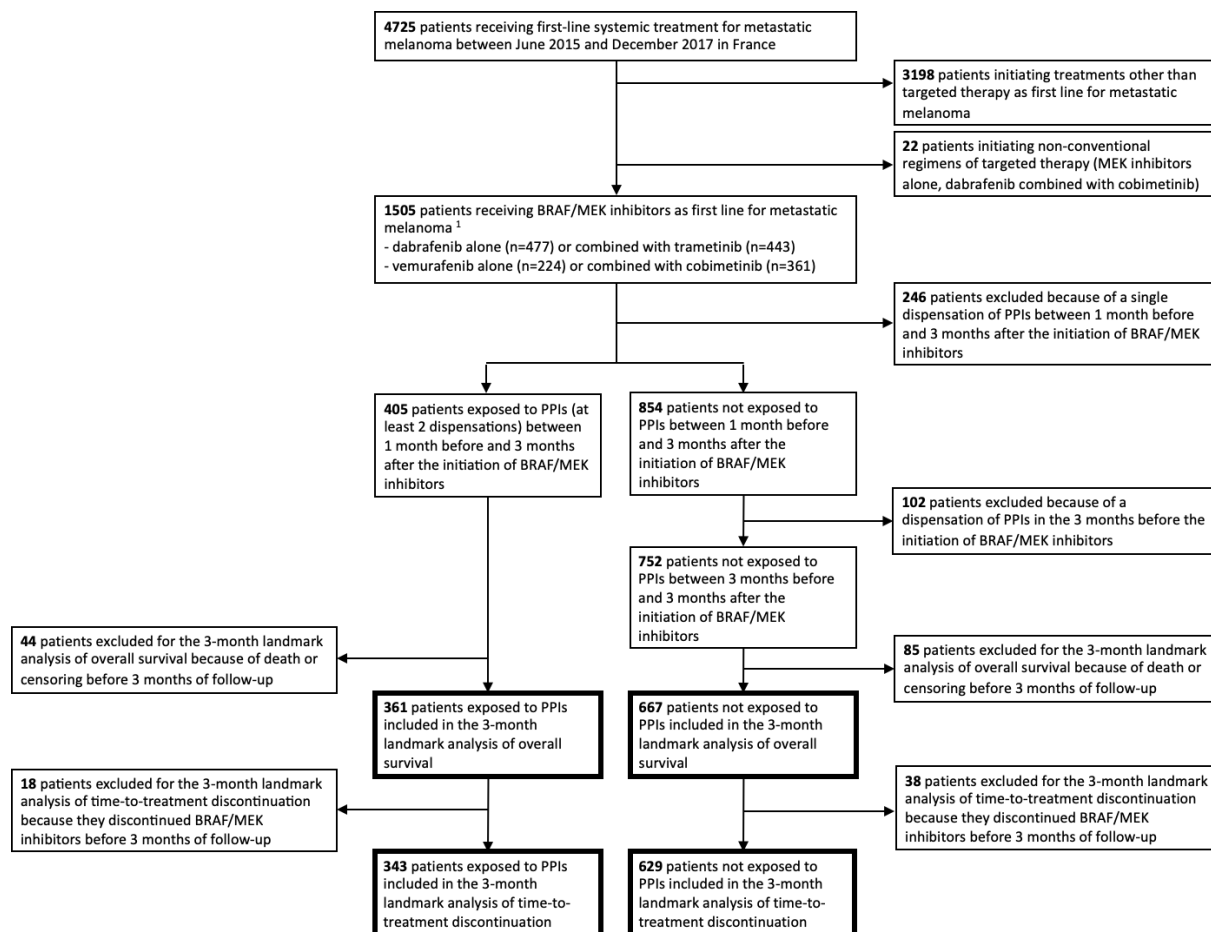 4725 patients receiving first-line systemic treatment for metastatic
melanoma between June 2015 and December 2017 in France
3198 patients initiating treatments other than
targeted therapy as first line for metastatic
melanoma
22 patients initiating non-conventional
regimens of targeted therapy (MEK inhibitors
alone, dabrafenib combined with cobimetinib)
1505 patients receiving BRAF/MEK inhibitors as first line for metastatic
melanoma 1
- dabrafenib alone (n=477) or combined with trametinib (n=443)
- vemurafenib alone (n=224) or combined with cobimetinib (n=361)
246 patients excluded because of a single
dispensation of PPIs between 1 month before
and 3 months after the initiation of BRAF/MEK
inhibitors
405 patients exposed to PPIs (at
least 2 dispensations) between
1 month before and 3 months
after the initiation of BRAF/MEK
inhibitors
854 patients not exposed to
PPIs between 1 month before
and 3 months after the
initiation of BRAF/MEK
inhibitors
102 patients excluded because of a
dispensation of PPIs in the 3 months before the
initiation of BRAF/MEK inhibitors
752 patients not exposed to
PPIs between 3 months before
and 3 months after the
initiation of BRAF/MEK
inhibitors
44 patients excluded for the 3-month landmark
analysis of overall survival because of death or
censoring before 3 months of follow-up
85 patients excluded for the 3-month landmark
analysis of overall survival because of death or
censoring before 3 months of follow-up
361 patients exposed to PPIs
included in the 3-month
landmark analysis of overall
survival
667 patients not exposed to
PPIs included in the 3-month
landmark analysis of overall
survival
18 patients excluded for the 3-month landmark
analysis of time-to-treatment discontinuation
because they discontinued BRAF/MEK
inhibitors before 3 months of follow-up
38 patients excluded for the 3-month landmark
analysis of time-to-treatment discontinuation
because they discontinued BRAF/MEK
inhibitors before 3 months of follow-up
343 patients exposed to PPIs
included in the 3-month
landmark analysis of time-to-
treatment discontinuation
629 patients not exposed to
PPIs included in the 3-month
landmark analysis of time-to-
treatment discontinuation